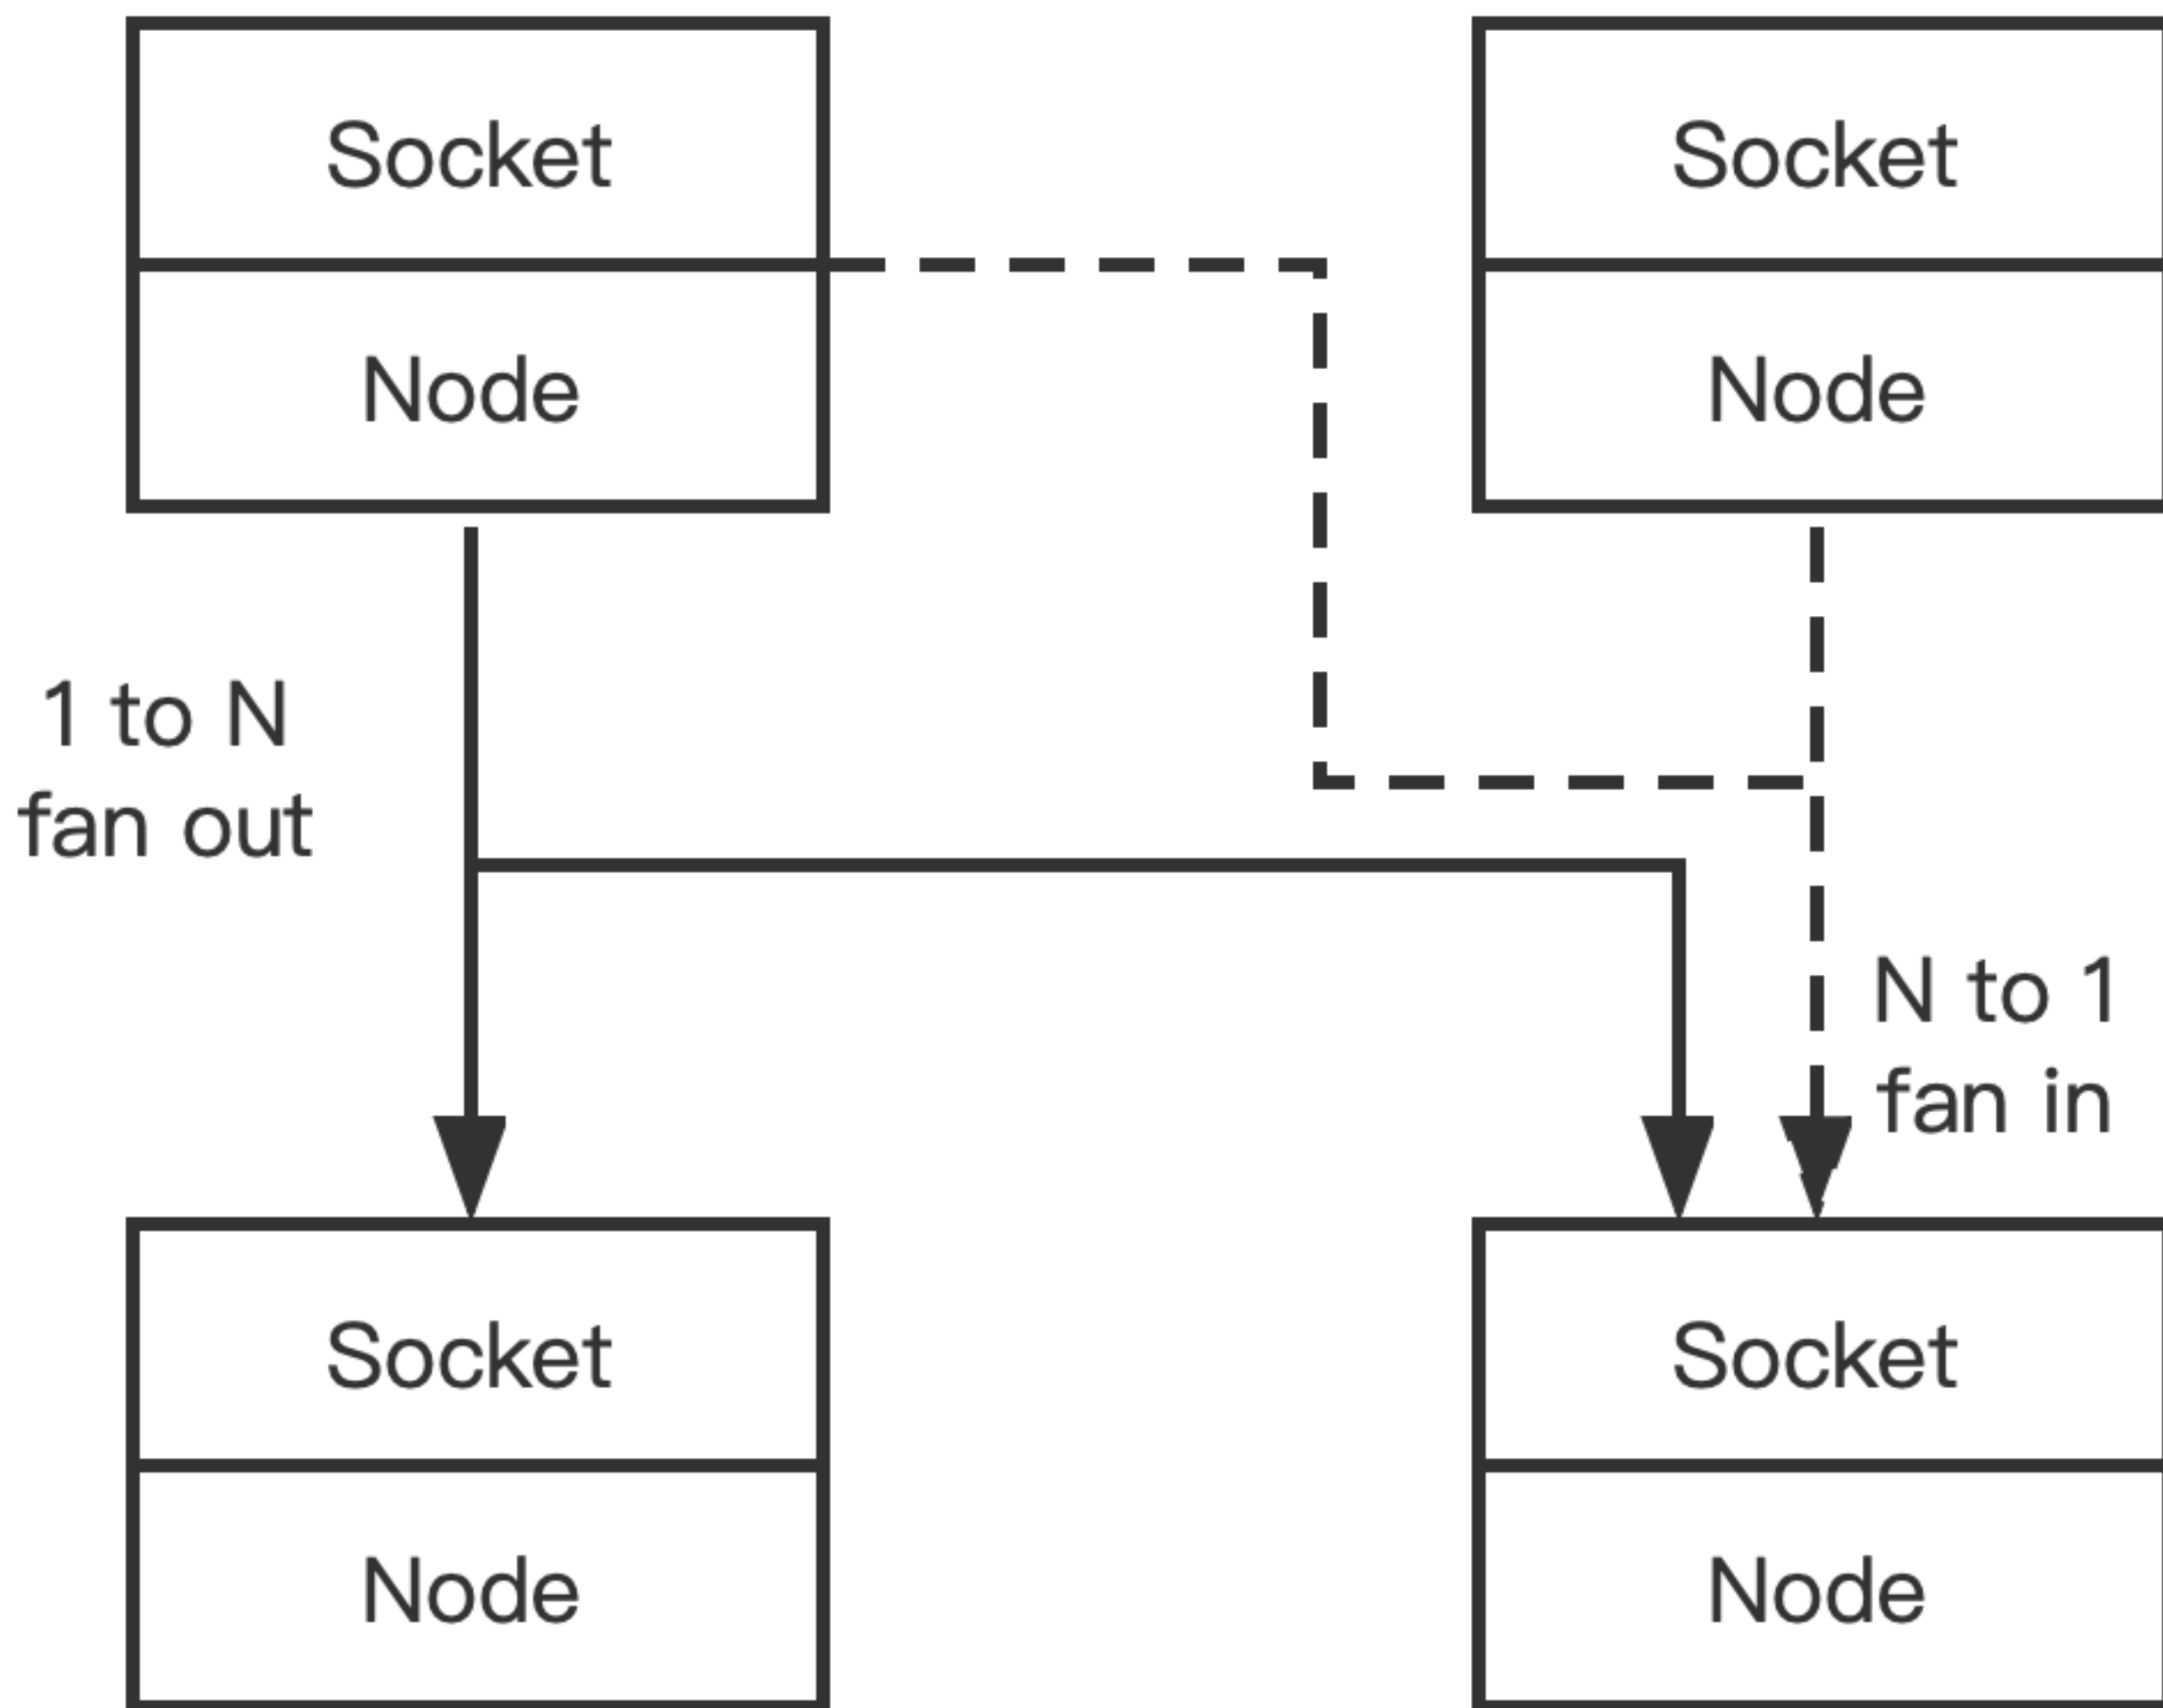 Socket
Socket
Node
Node
1 to N
fan out
N to 1
fan in
Socket
Socket
Node
Node